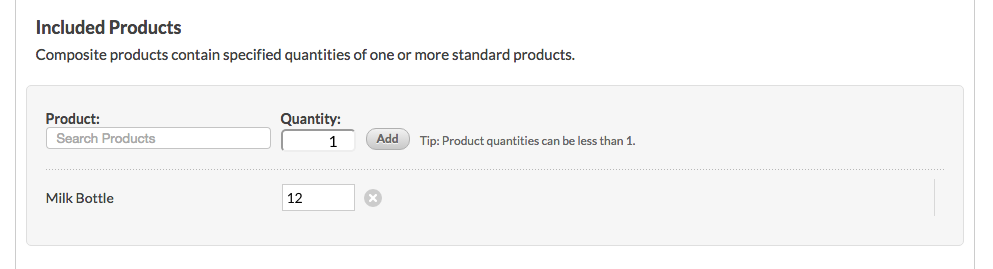 Included Products
Composite products contain specified quantities of one or more standard products.
Product: Quantity:
Search Products 1 Add Tip: Product quantities can be less than 1.
Milk Bottle 12